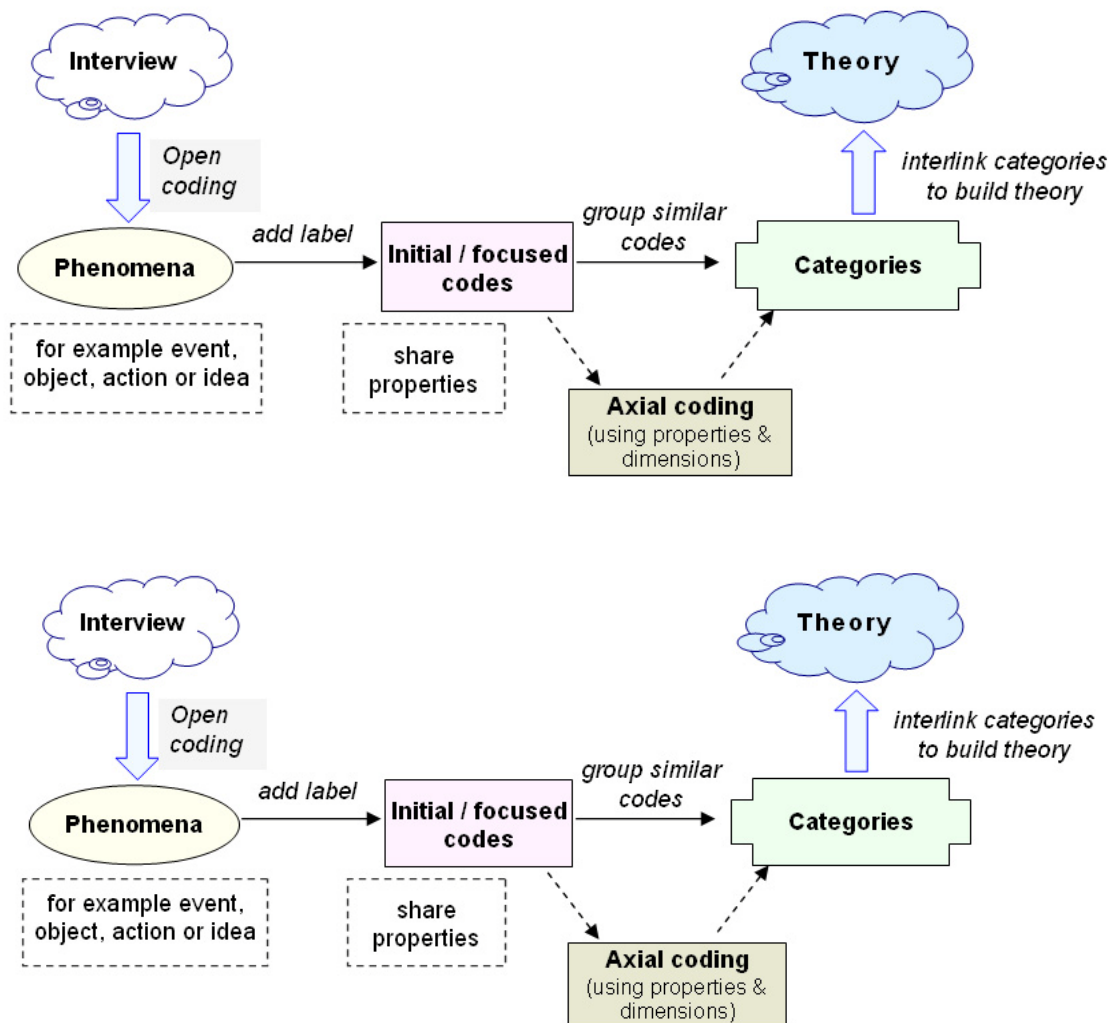 Interview
Theory
Open
coding
interlink categories
to build theory
add label
group similar
codes
Phenomena
Initial / focused
codes
Categories
for example event,
object, action or idea
share
properties
Axial coding
(using properties &
dimensions)
Interview
Theory
Open
coding
interlink categories
to build theory
add label
group similar
codes
Phenomena
Initial / focused
codes
Categories
for example event,
object, action or idea
share
properties
Axial coding
(using properties &
dimensions)